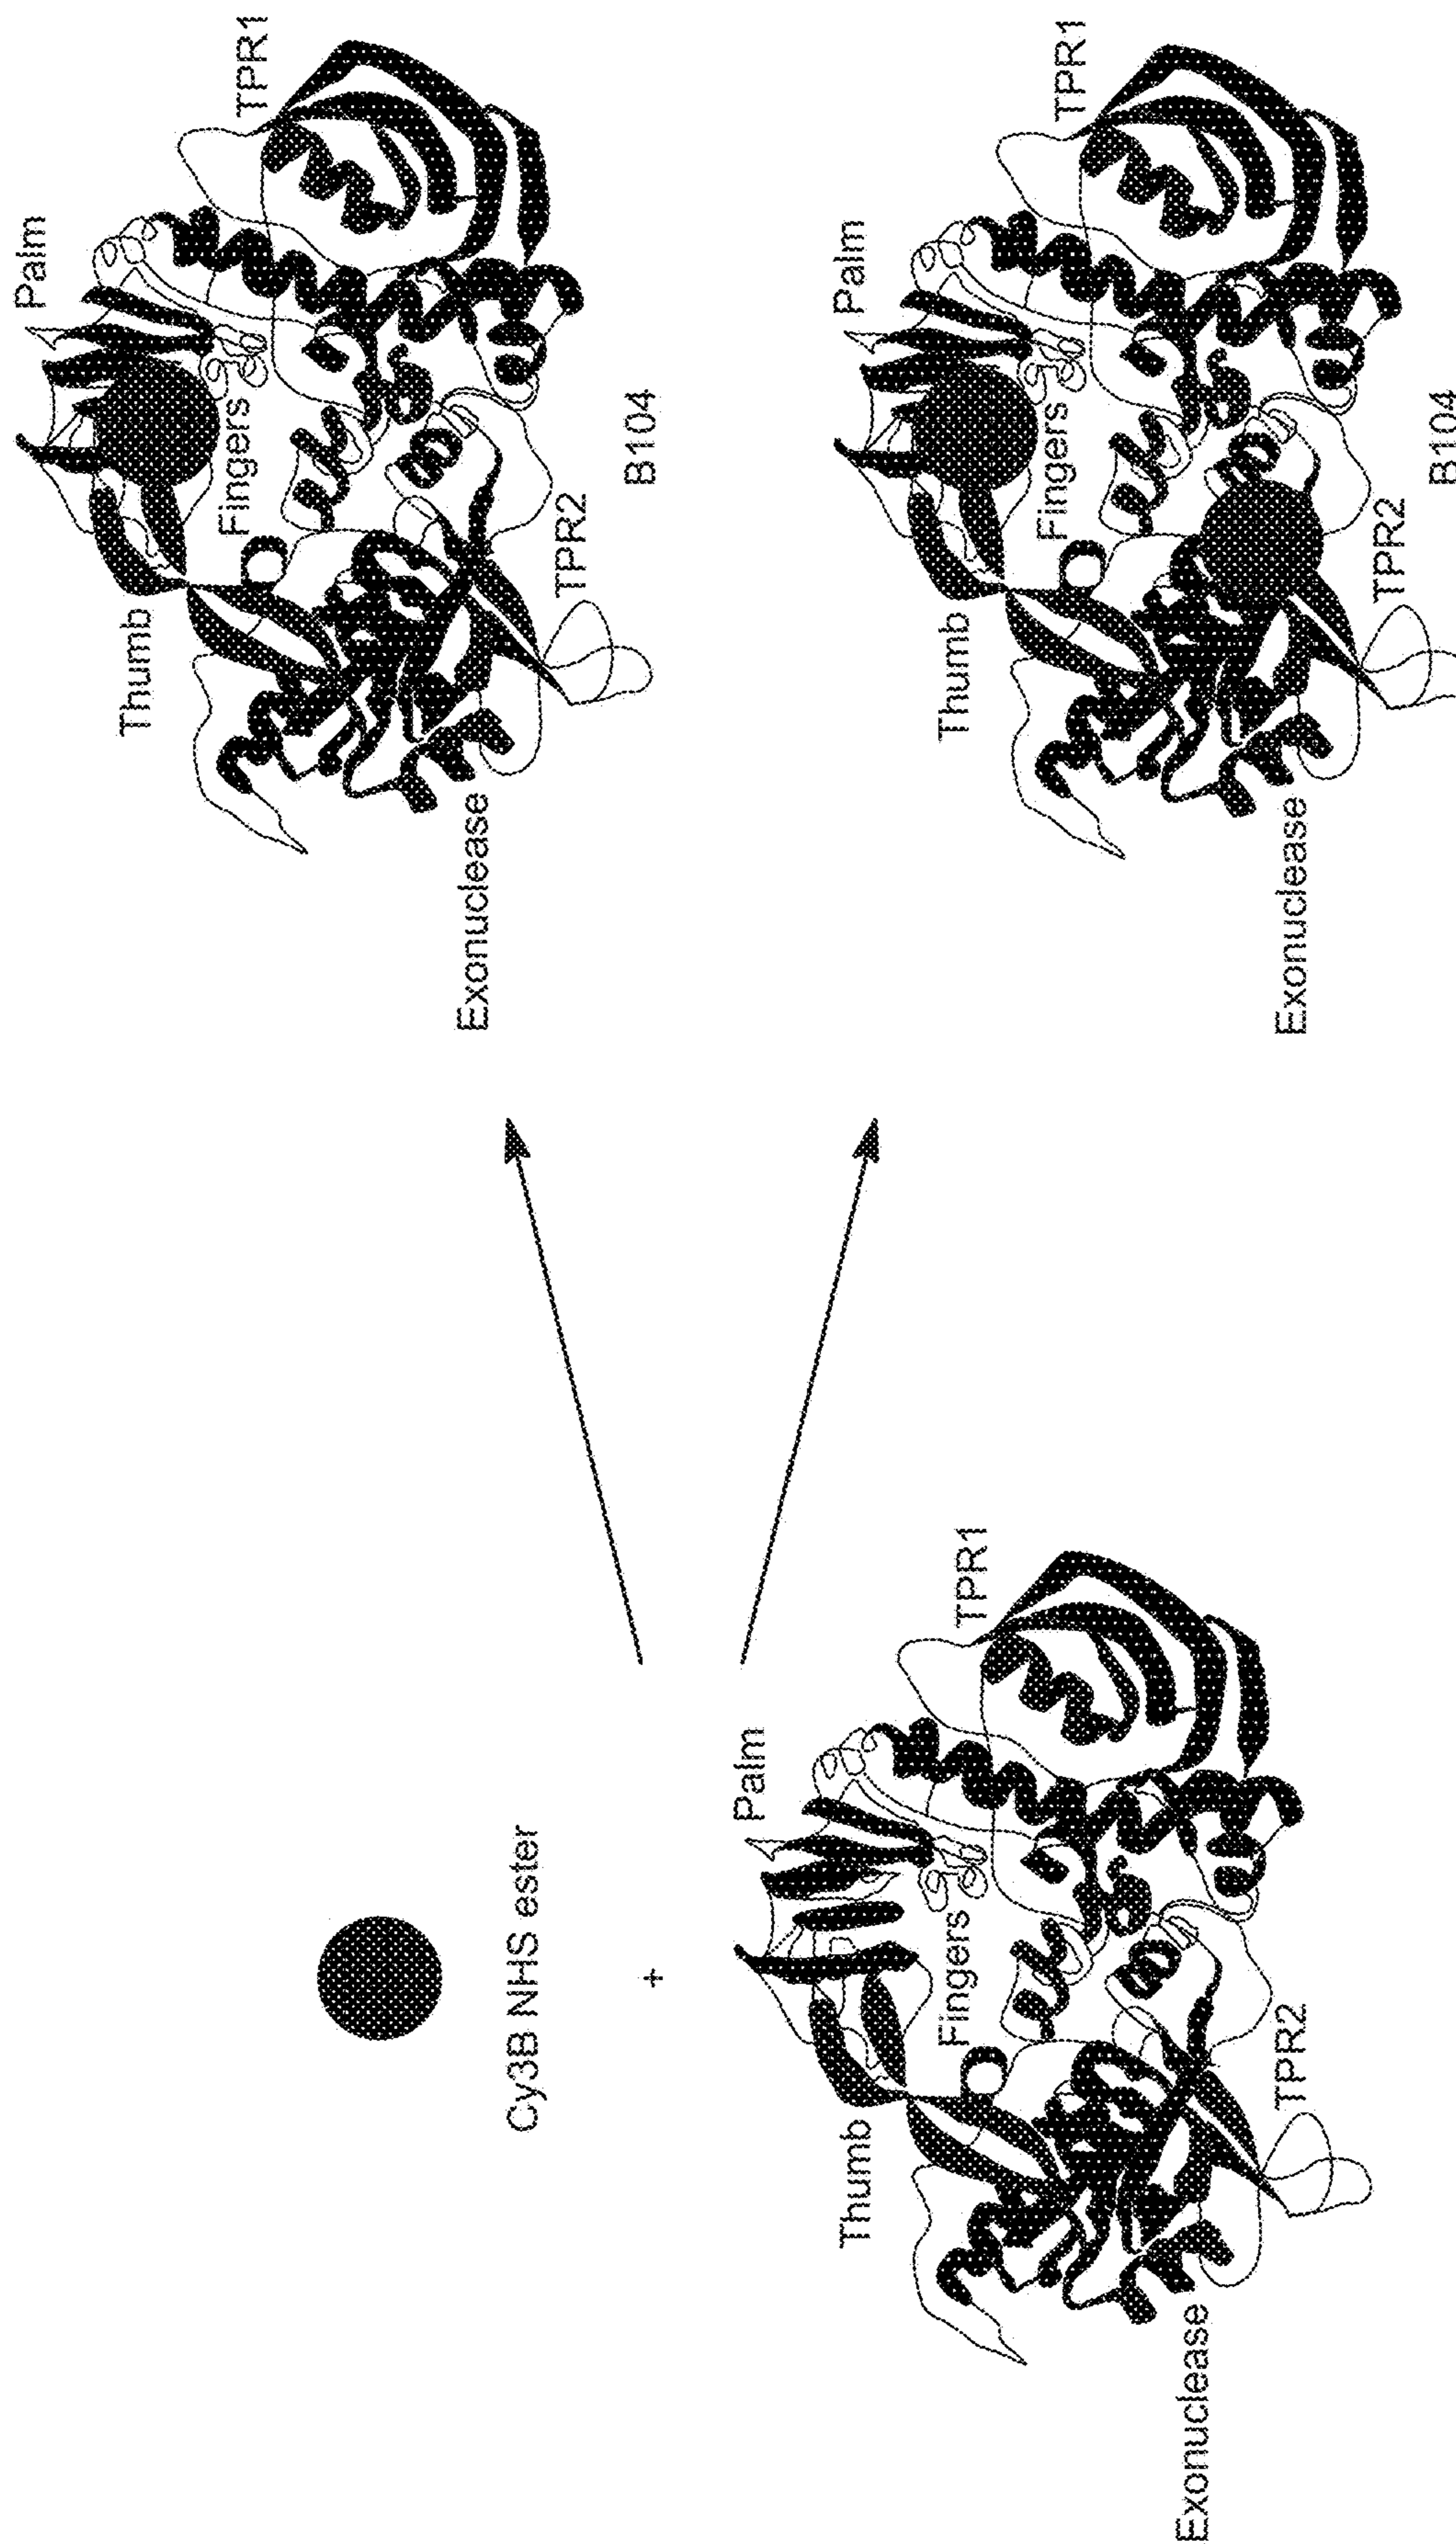 Cy3B NHS ester
+
Palm
TPR1
Thumb
Fingers
Exonuclease
TPR2
Palm
TPR1
Thumb
Fingers
Exonuclease
TPR2
B104
Palm
TPR1
Thumb
Fingers
Exonuclease
TPR2
B104